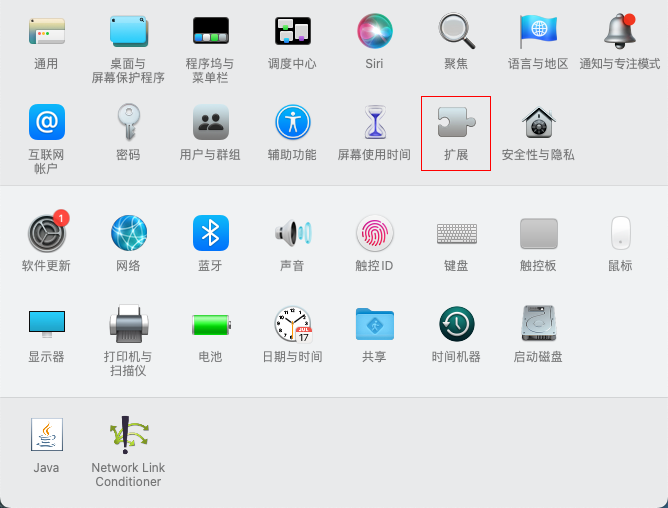 通用
桌面与
屏幕保护程序
程序坞与
菜单栏
调度中心
Siri
聚焦
语言与地区
通知与专注模式
@
互联网
帐户
密码
用户与群组
辅助功能
屏幕使用时间
扩展
安全性与隐私
1
软件更新
网络
蓝牙
声音
触控 ID
键盘
触控板
鼠标
显示器
打印机与
扫描仪
电池
JUL
17
日期与时间
共享
时间机器
启动磁盘
Java
Network Link
Conditioner